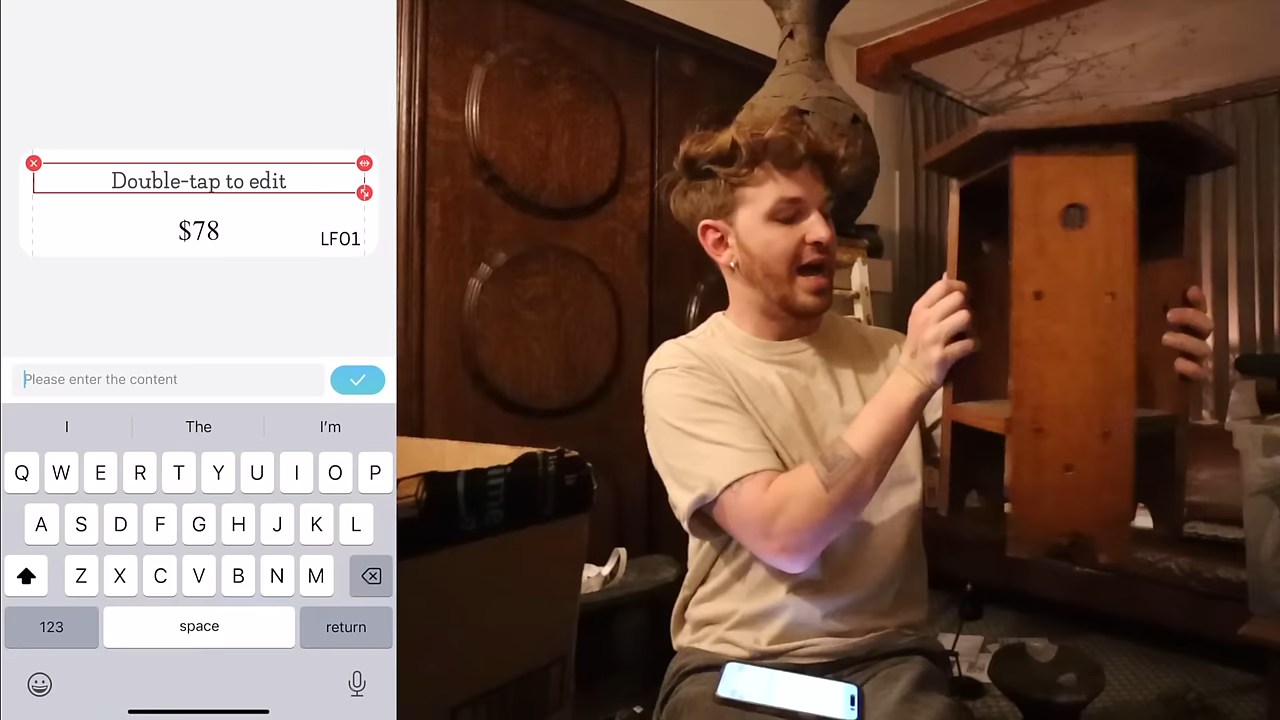 Double-tap to edit
$78
LF01
Please enter the content
I
The
I'm
Q W E R T Y U I O P
A S D F G H J K L
Z X C V B N M
123
space
return